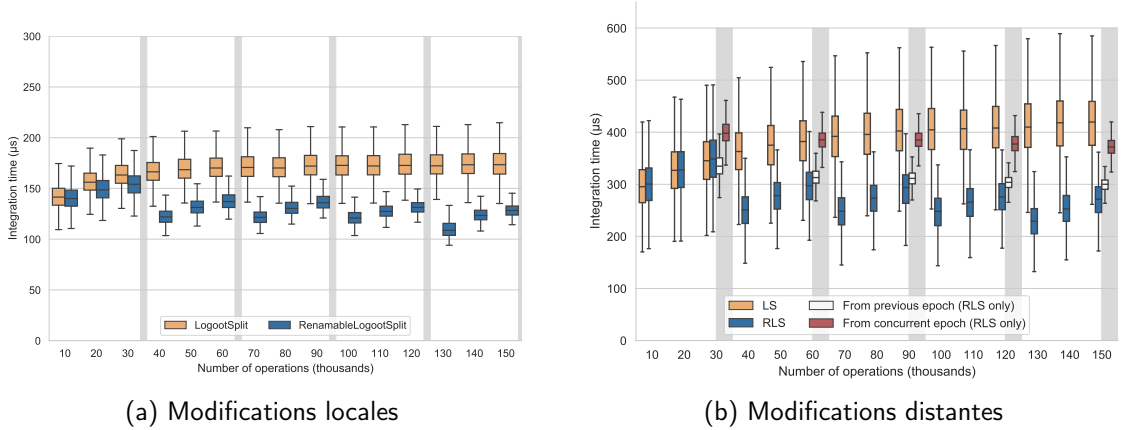 300
250
200
150
100
50
0
Integration time (µs)
LogootSplit
RenamableLogootSplit
10 20 30 40 50 60 70 80 90 100 110 120 130 140 150
Number of operations (thousands)
(a) Modifications locales
600
500
400
300
200
100
0
Integration time (µs)
LS
From previous epoch (RLS only)
RLS
From concurrent epoch (RLS only)
10 20 30 40 50 60 70 80 90 100 110 120 130 140 150
Number of operations (thousands)
(b) Modifications distantes